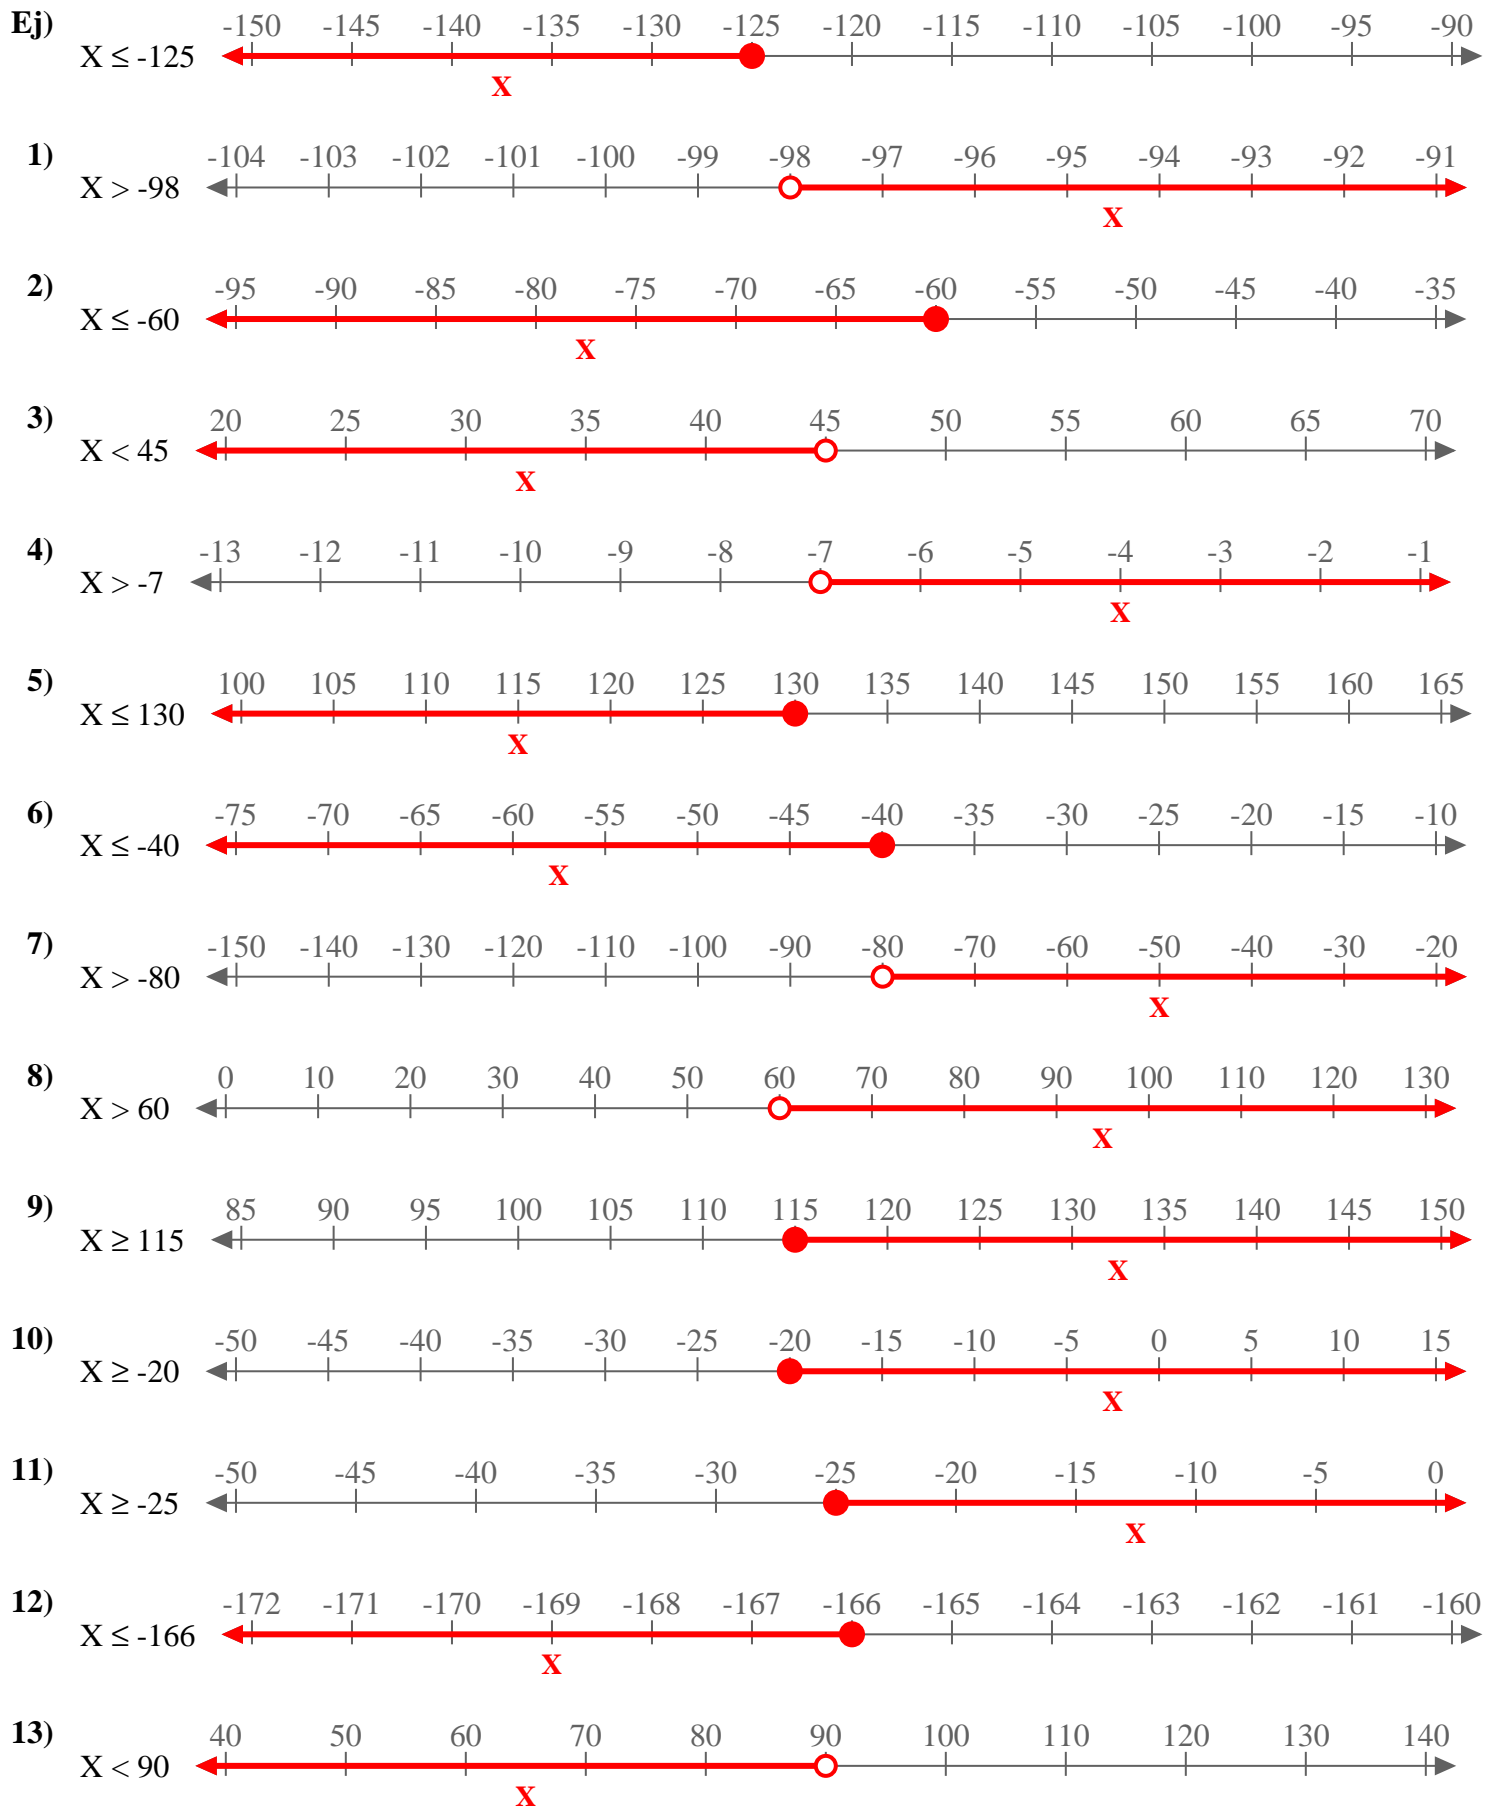 Ej) -150 -145 -140 -135 -130 -125 -120 -115 -110 -105 -100 -95 -90
X ≤ -125
X
1) -104 -103 -102 -101 -100 -99 -98 -97 -96 -95 -94 -93 -92 -91
X > -98
X
2) -95 -90 -85 -80 -75 -70 -65 -60 -55 -50 -45 -40 -35
X ≤ -60
X
3) 20 25 30 35 40 45 50 55 60 65 70
X < 45
X
4) -13 -12 -11 -10 -9 -8 -7 -6 -5 -4 -3 -2 -1
X > -7
X
5) 100 105 110 115 120 125 130 135 140 145 150 155 160 165
X ≤ 130
X
6) -75 -70 -65 -60 -55 -50 -45 -40 -35 -30 -25 -20 -15 -10
X ≤ -40
X
7) -150 -140 -130 -120 -110 -100 -90 -80 -70 -60 -50 -40 -30 -20
X > -80
X
8) 0 10 20 30 40 50 60 70 80 90 100 110 120 130
X > 60
X
9) 85 90 95 100 105 110 115 120 125 130 135 140 145 150
X ≥ 115
X
10) -50 -45 -40 -35 -30 -25 -20 -15 -10 -5 0 5 10 15
X ≥ -20
X
11) -50 -45 -40 -35 -30 -25 -20 -15 -10 -5 0
X ≥ -25
X
12) -172 -171 -170 -169 -168 -167 -166 -165 -164 -163 -162 -161 -160
X ≤ -166
X
13) 40 50 60 70 80 90 100 110 120 130 140
X < 90
X